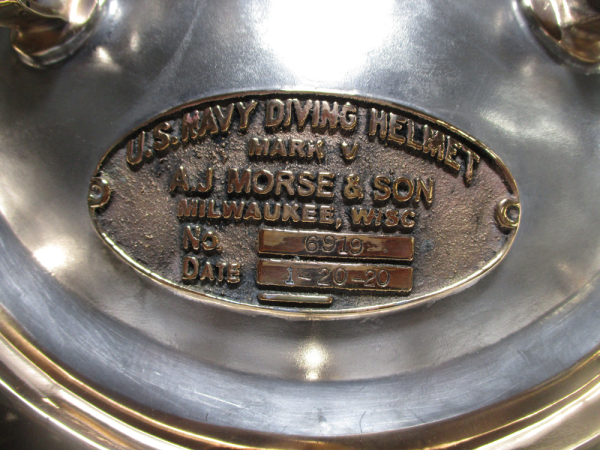 U.S. NAVY DIVING HELMET
MARK V
A.J MORSE & SON
MILWAUKEE, WISC
No. 6919
DATE 1-20-20